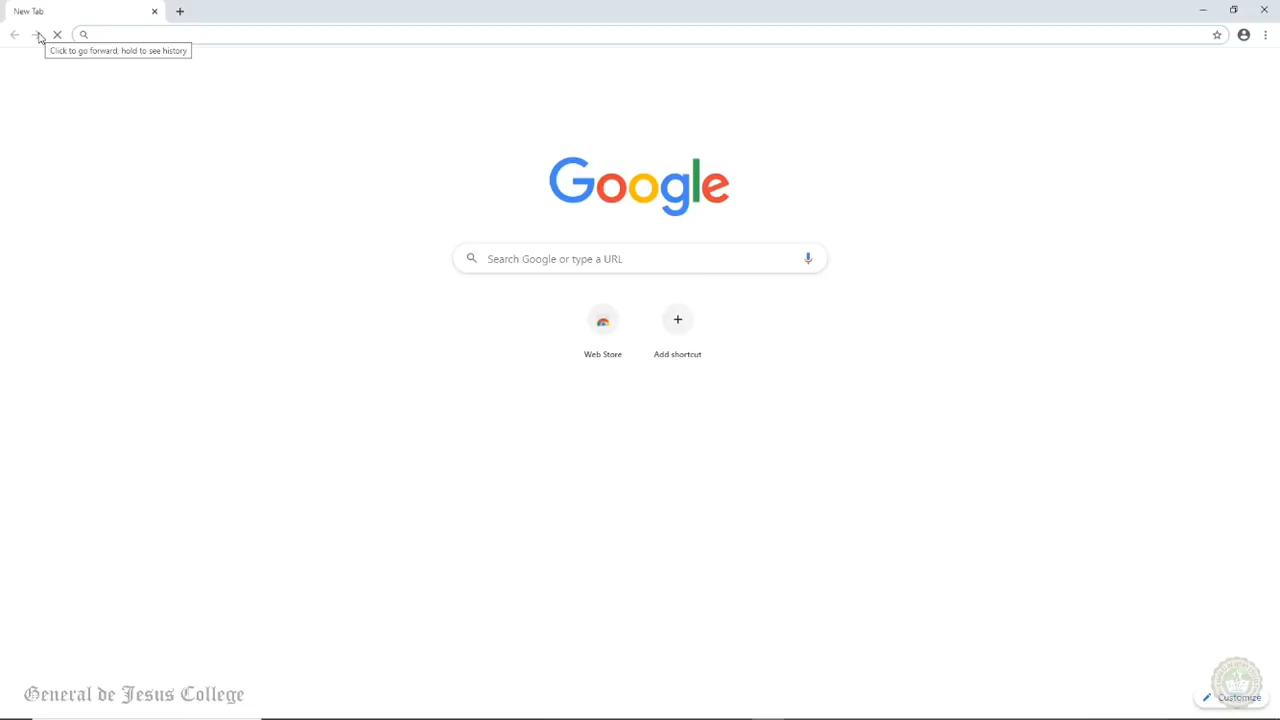 New Tab
Click to go forward, hold to see history
Google
Search Google or type a URL
Web Store
Add shortcut
General de Jesus College
Customize